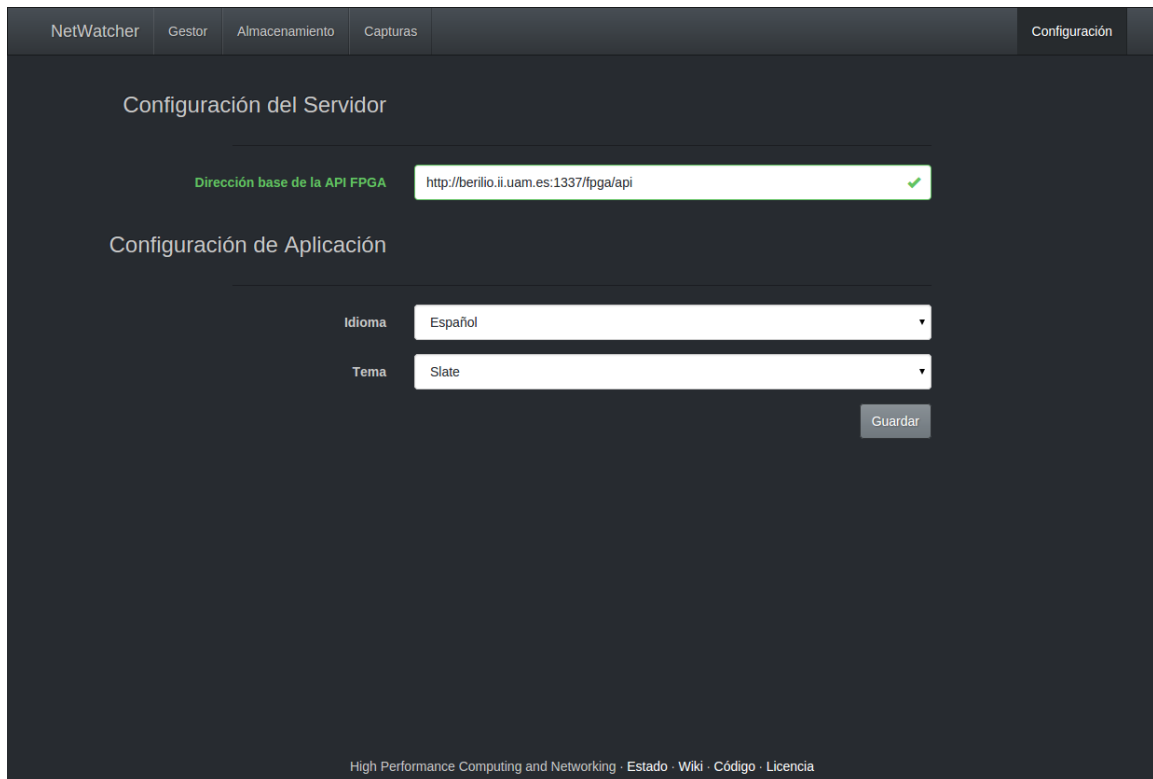 NetWatcher Gestor Almacenamiento Capturas Configuración
Configuración del Servidor
Dirección base de la API FPGA http://berilio.ii.uam.es:1337/fpga/api
Configuración de Aplicación
Idioma Español
Tema Slate
Guardar
High Performance Computing and Networking · Estado · Wiki · Código · Licencia